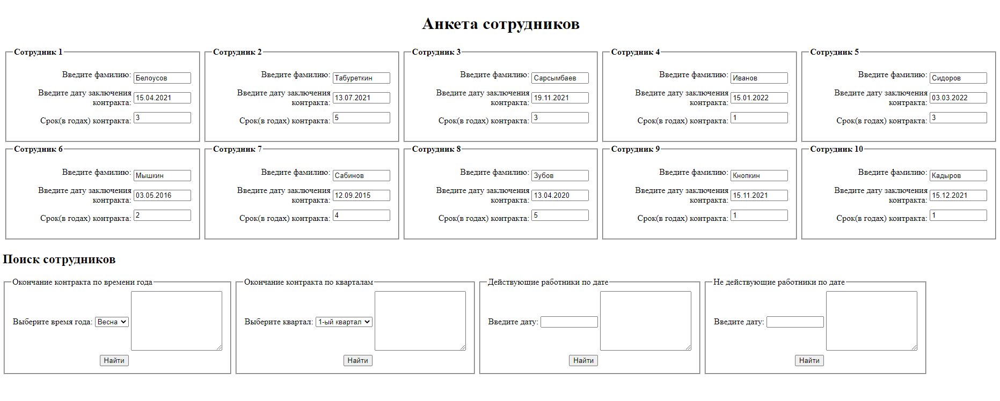 Анкета сотрудников
Сотрудник 1
Введите фамилию: Белоусов
Введите дату заключения
контракта: 15.04.2021
Срок(в годах) контракта: 3
Сотрудник 2
Введите фамилию: Табуреткин
Введите дату заключения
контракта: 13.07.2021
Срок(в годах) контракта: 5
Сотрудник 3
Введите фамилию: Сарсымбаев
Введите дату заключения
контракта: 19.11.2021
Срок(в годах) контракта: 3
Сотрудник 4
Введите фамилию: Иванов
Введите дату заключения
контракта: 15.01.2022
Срок(в годах) контракта: 1
Сотрудник 5
Введите фамилию: Сидоров
Введите дату заключения
контракта: 03.03.2022
Срок(в годах) контракта: 3
Сотрудник 6
Введите фамилию: Мышкин
Введите дату заключения
контракта: 03.05.2016
Срок(в годах) контракта: 2
Сотрудник 7
Введите фамилию: Сабинов
Введите дату заключения
контракта: 12.09.2015
Срок(в годах) контракта: 4
Сотрудник 8
Введите фамилию: Зубов
Введите дату заключения
контракта: 13.04.2020
Срок(в годах) контракта: 5
Сотрудник 9
Введите фамилию: Кнопкин
Введите дату заключения
контракта: 15.11.2021
Срок(в годах) контракта: 1
Сотрудник 10
Введите фамилию: Кадыров
Введите дату заключения
контракта: 15.12.2021
Срок(в годах) контракта: 1
Поиск сотрудников
Окончание контракта по времени года
Выберите время года: Весна
Найти
Окончание контракта по кварталам
Выберите квартал: 1-ый квартал
Найти
Действующие работники по дате
Введите дату:
Найти
Не действующие работники по дате
Введите дату:
Найти